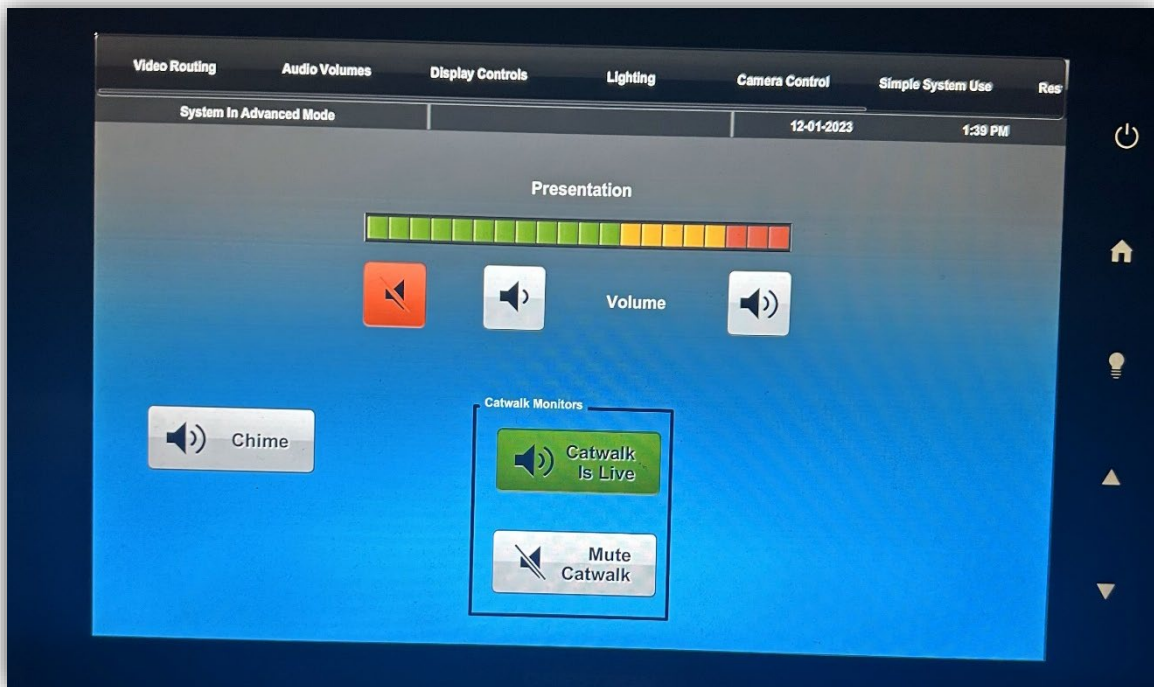 Video Routing
Audio Volumes
Display Controls
Lighting
Camera Control
Simple System Use
Res
System In Advanced Mode
12-01-2023
1:39 PM
Presentation
Volume
Chime
Catwalk Monitors
Catwalk
Is Live
Mute
Catwalk